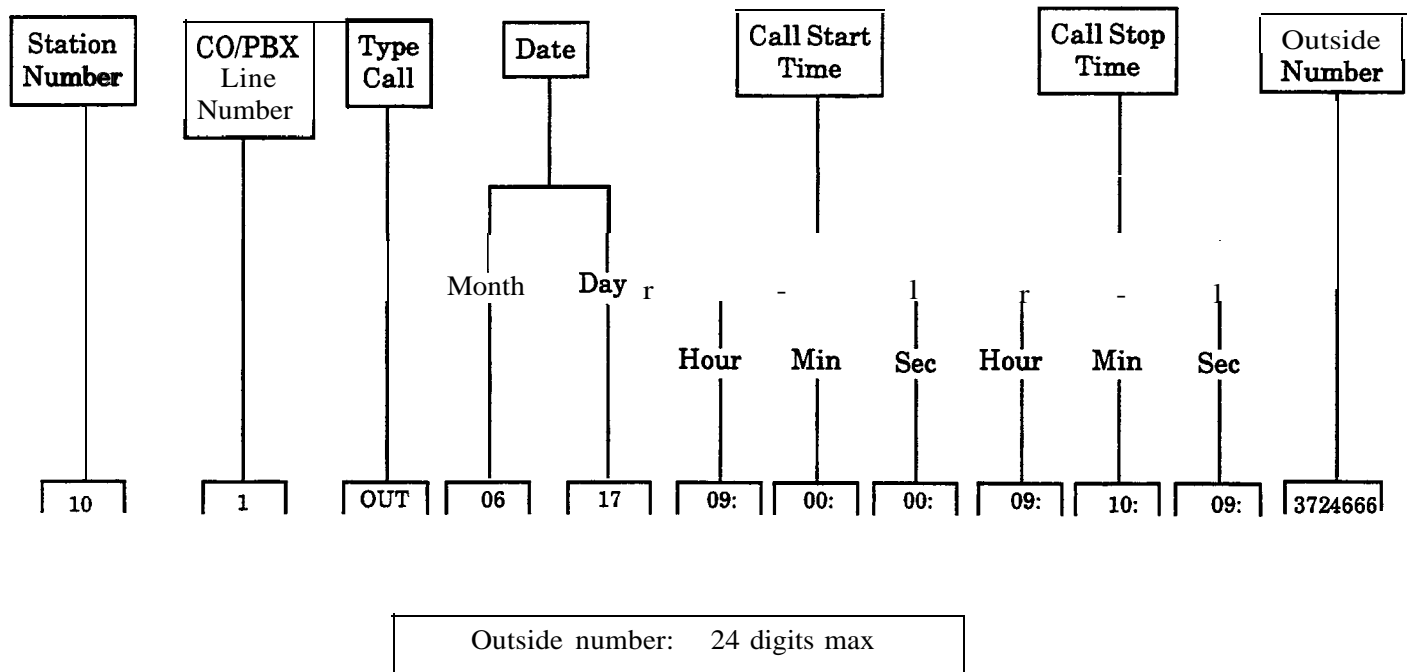 Station
Number
CO/PBX
Line
Number
Type
Call
Date
Call Start
Time
Call Stop
Time
Outside
Number
Month Day r - l r - l
Hour Min Sec Hour Min Sec
10 1 OUT 06 17 09: 00: 00: 09: 10: 09: 3724666
Outside number: 24 digits max